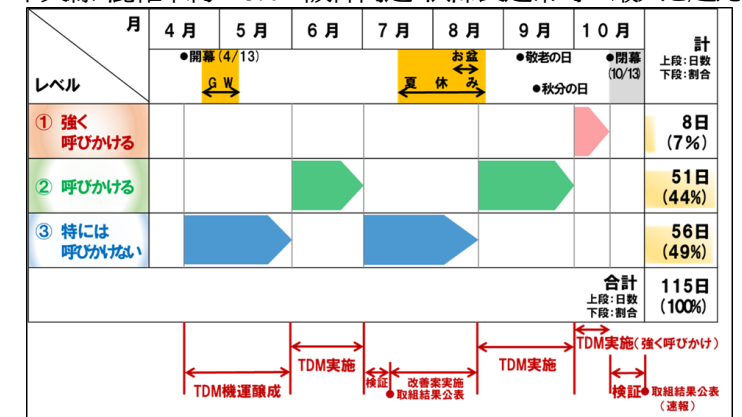 月
4月 5月 6月 7月 8月 9月 10月
計
上段:日数
下段:割合
レベル
●開幕(4/13)
GW
お盆
夏休み
●敬老の日
●秋分の日
●閉幕
(10/13)
① 強く
呼びかける
8日
(7%)
② 呼びかける
51日
(44%)
③ 特には
呼びかけない
56日
(49%)
合計
上段:日数
下段:割合
115日
(100%)
TDM機運醸成
TDM実施
検証
改善案実施
●取組結果公表
TDM実施
TDM実施(強く呼びかけ)
検証
●取組結果公表
(速報)